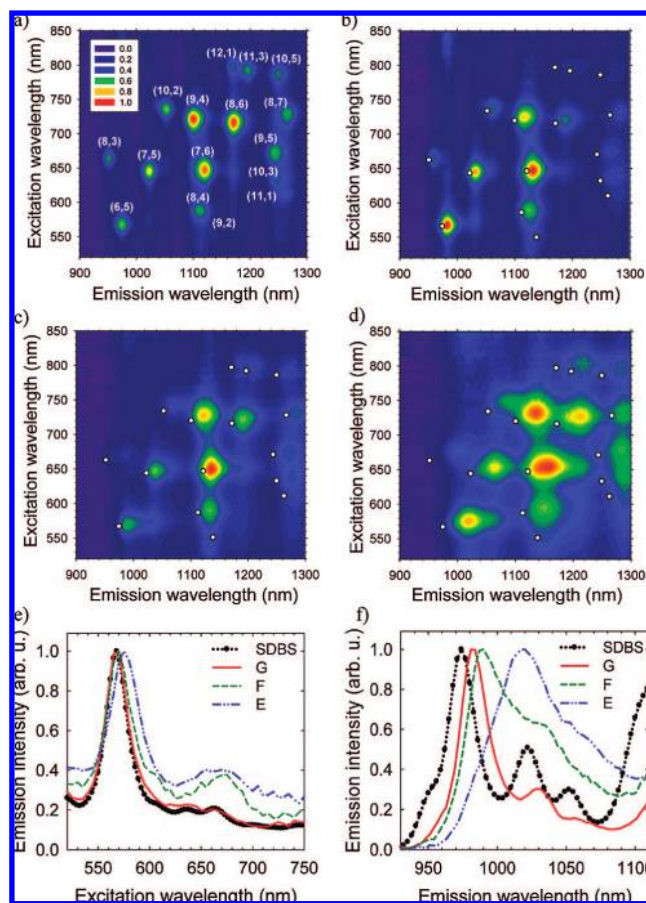 a)
b)
850
800
750
700
650
600
550
Excitation wavelength (nm)
0.0
0.2
0.4
0.6
0.8
1.0
(12,1)
(11,3)
(10,5)
(10,2)
(9,4)
(8,6)
(8,7)
(8,3)
(7,5)
(7,6)
(9,5)
(10,3)
(11,1)
(6,5)
(8,4)
(9,2)
900 1000 1100 1200 1300
Emission wavelength (nm)
850
800
750
700
650
600
550
Excitation wavelength (nm)
900 1000 1100 1200 1300
Emission wavelength (nm)
c)
d)
850
800
750
700
650
600
550
Excitation wavelength (nm)
900 1000 1100 1200 1300
Emission wavelength (nm)
850
800
750
700
650
600
550
Excitation wavelength (nm)
900 1000 1100 1200 1300
Emission wavelength (nm)
e)
f)
Emission intensity (arb. u.)
1.0
0.8
0.6
0.4
0.2
0.0
SDBS
G
F
E
550 600 650 700 750
Excitation wavelength (nm)
Emission intensity (arb. u.)
1.0
0.8
0.6
0.4
0.2
0.0
SDBS
G
F
E
950 1000 1050
Emission wavelength (nm)